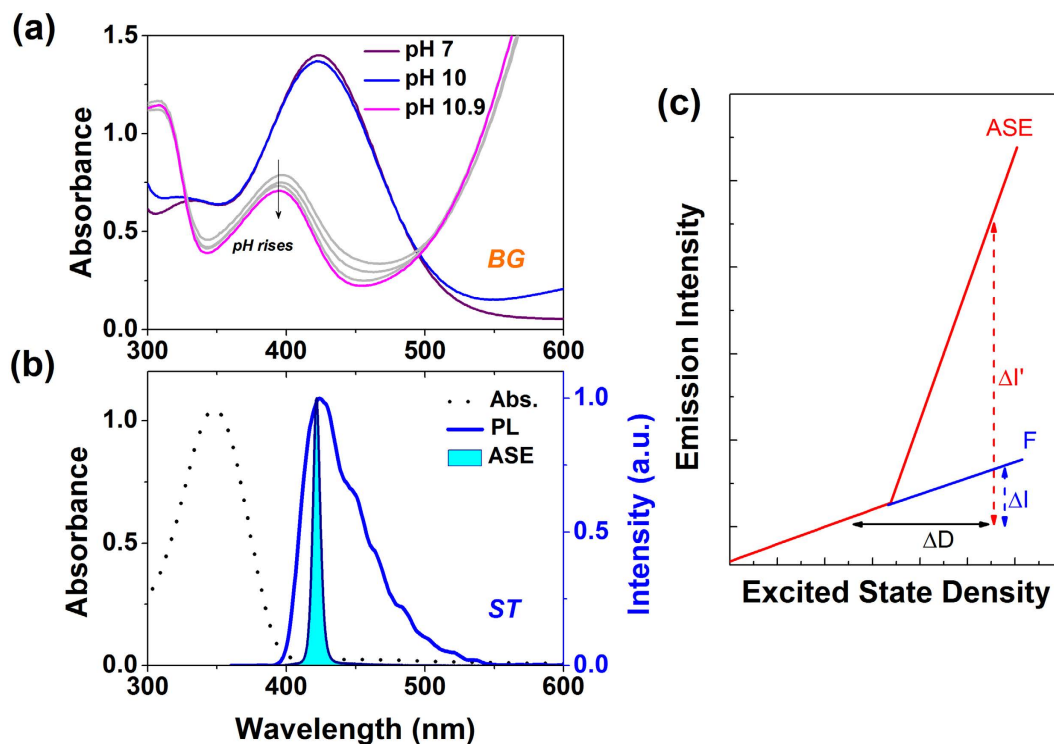 (a)
1.5
1.0
0.5
0.0
Absorbance
pH 7
pH 10
pH 10.9
pH rises
BG
300 400 500 600
(b)
1.0
0.5
0.0
Absorbance
Abs.
PL
ASE
ST
1.0
0.5
0.0
Intensity (a.u.)
300 400 500 600
Wavelength (nm)
(c)
Emission Intensity
ASE
ΔI'
F
ΔI
ΔD
Excited State Density